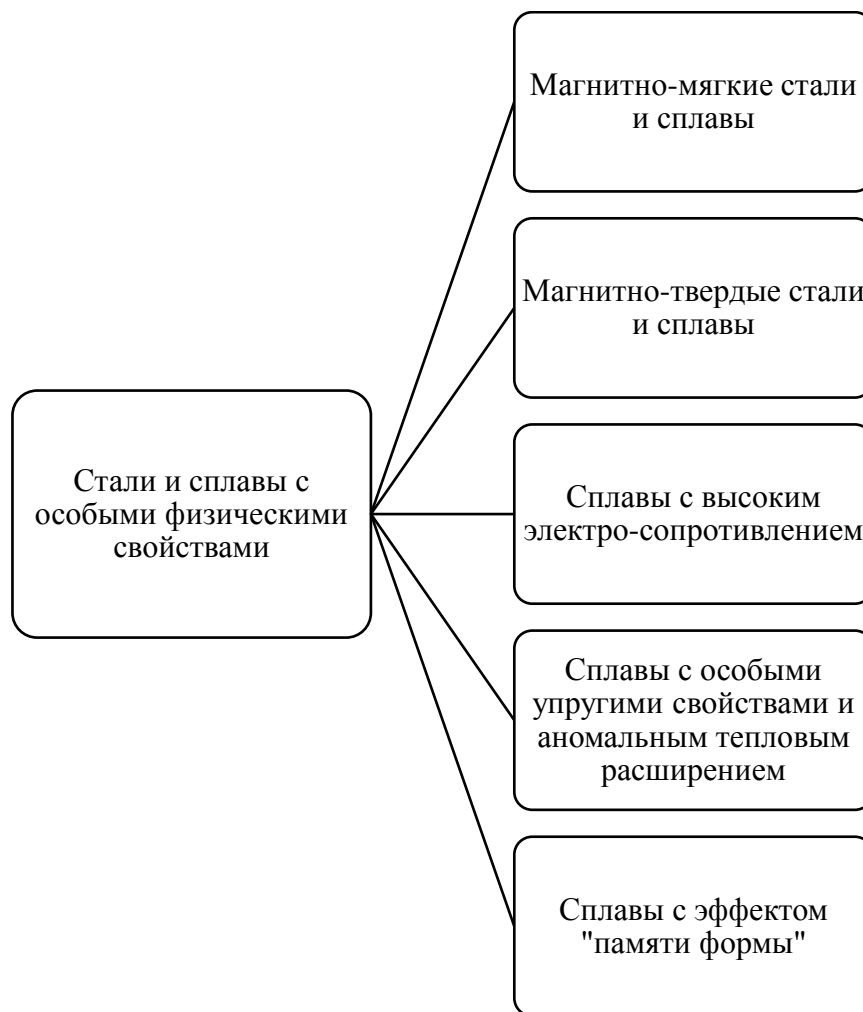 Магнитно-мягкие стали
и сплавы
Магнитно-твердые стали
и сплавы
Стали и сплавы с
особыми физическими
свойствами
Сплавы с высоким
электро-сопротивлением
Сплавы с особыми
упругими свойствами и
аномальным тепловым
расширением
Сплавы с эффектом
"памяти формы"